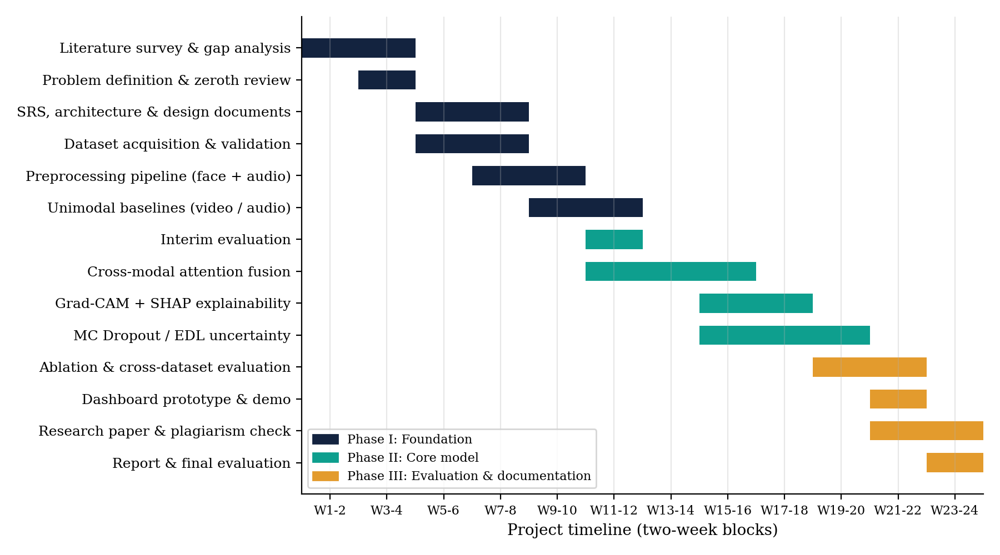 Literature survey & gap analysis
Problem definition & zeroth review
SRS, architecture & design documents
Dataset acquisition & validation
Preprocessing pipeline (face + audio)
Unimodal baselines (video / audio)
Interim evaluation
Cross-modal attention fusion
Grad-CAM + SHAP explainability
MC Dropout / EDL uncertainty
Ablation & cross-dataset evaluation
Dashboard prototype & demo
Research paper & plagiarism check
Report & final evaluation
Phase I: Foundation
Phase II: Core model
Phase III: Evaluation & documentation
W1-2 W3-4 W5-6 W7-8 W9-10 W11-12 W13-14 W15-16 W17-18 W19-20 W21-22 W23-24
Project timeline (two-week blocks)